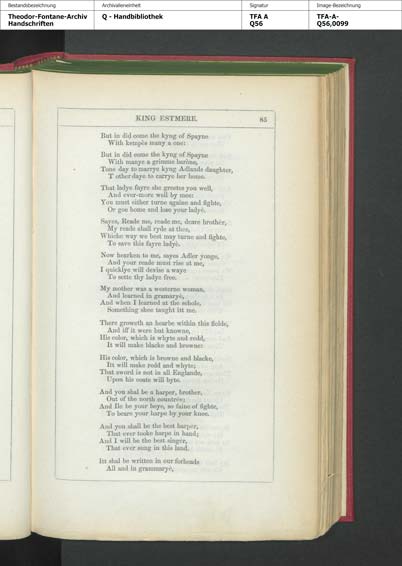 Bestandsbezeichnung
Theodor-Fontane-Archiv
Handschriften
Archivalieneinheit
Q - Handbibliothek
Signatur
TFA A
Q56
Image-Bezeichnung
TFA-A-
Q56,0099
KING ESTMERE. 85
But in did come the kyng of Spayne
With kempès many a one:
But in did come the kyng of Spayne
With manye a grimme barone,
Tone day to marrye kyng Adlands daughter,
T other daye to carrye her home.
That ladye fayre she greetes you well,
And ever-more well by mee:
You must either turne againe and fighte,
Or goe home and lose your ladyè.
Sayes, Reade me, reade me, deare brother,
My reade shall ryde at thee,
Whiche way we best may turne and fighte,
To save this fayre ladyè.
Now hearken to me, sayes Adler yonge,
And your reade must rise at me,
I quicklye will devise a waye
To sette thy ladye free.
My mother was a westerne woman,
And learned in gramaryè,
And when I learned at the schole,
Something shee taught itt me.
There groweth an hearbe within this fielde,
And iff it were but knowne,
His color, which is whyte and redd,
It will make blacke and browne:
His color, which is browne and blacke,
Itt will make redd and whyte;
That sword is not in all Englande,
Upon his coate will byte.
And you shal be a harper, brother,
Out of the north countrèe;
And Ile be your boye, so faine of fighte,
To beare your harpe by your knee.
And you shall be the best harper,
That ever tooke harpe in hand;
And I will be the best singer,
That ever sung in this land.
Itt shal be written in our forheads
All and in grammaryè,